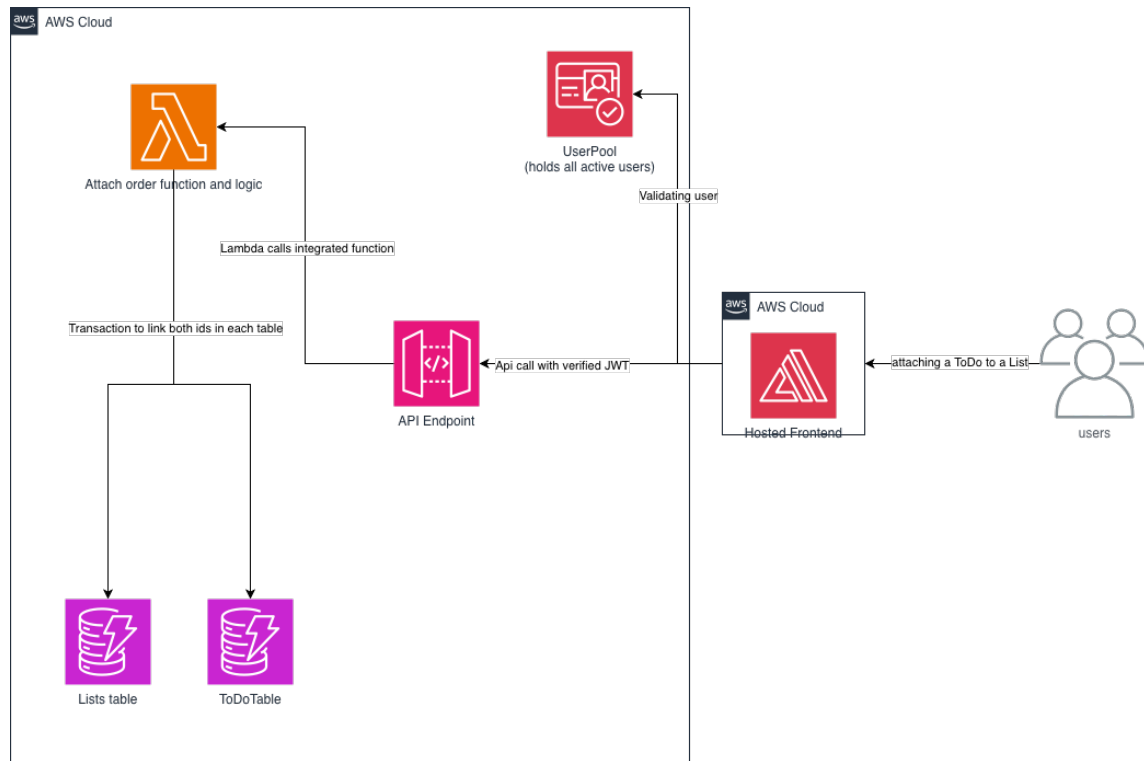 aws
AWS Cloud
UserPool
(holds all active users)
Attach order function and logic
Validating user
Lambda calls integrated function
aws
AWS Cloud
Transaction to link both ids in each table
Api call with verified JWT
attaching a ToDo to a List
API Endpoint
Hosted Frontend
users
Lists table
ToDoTable